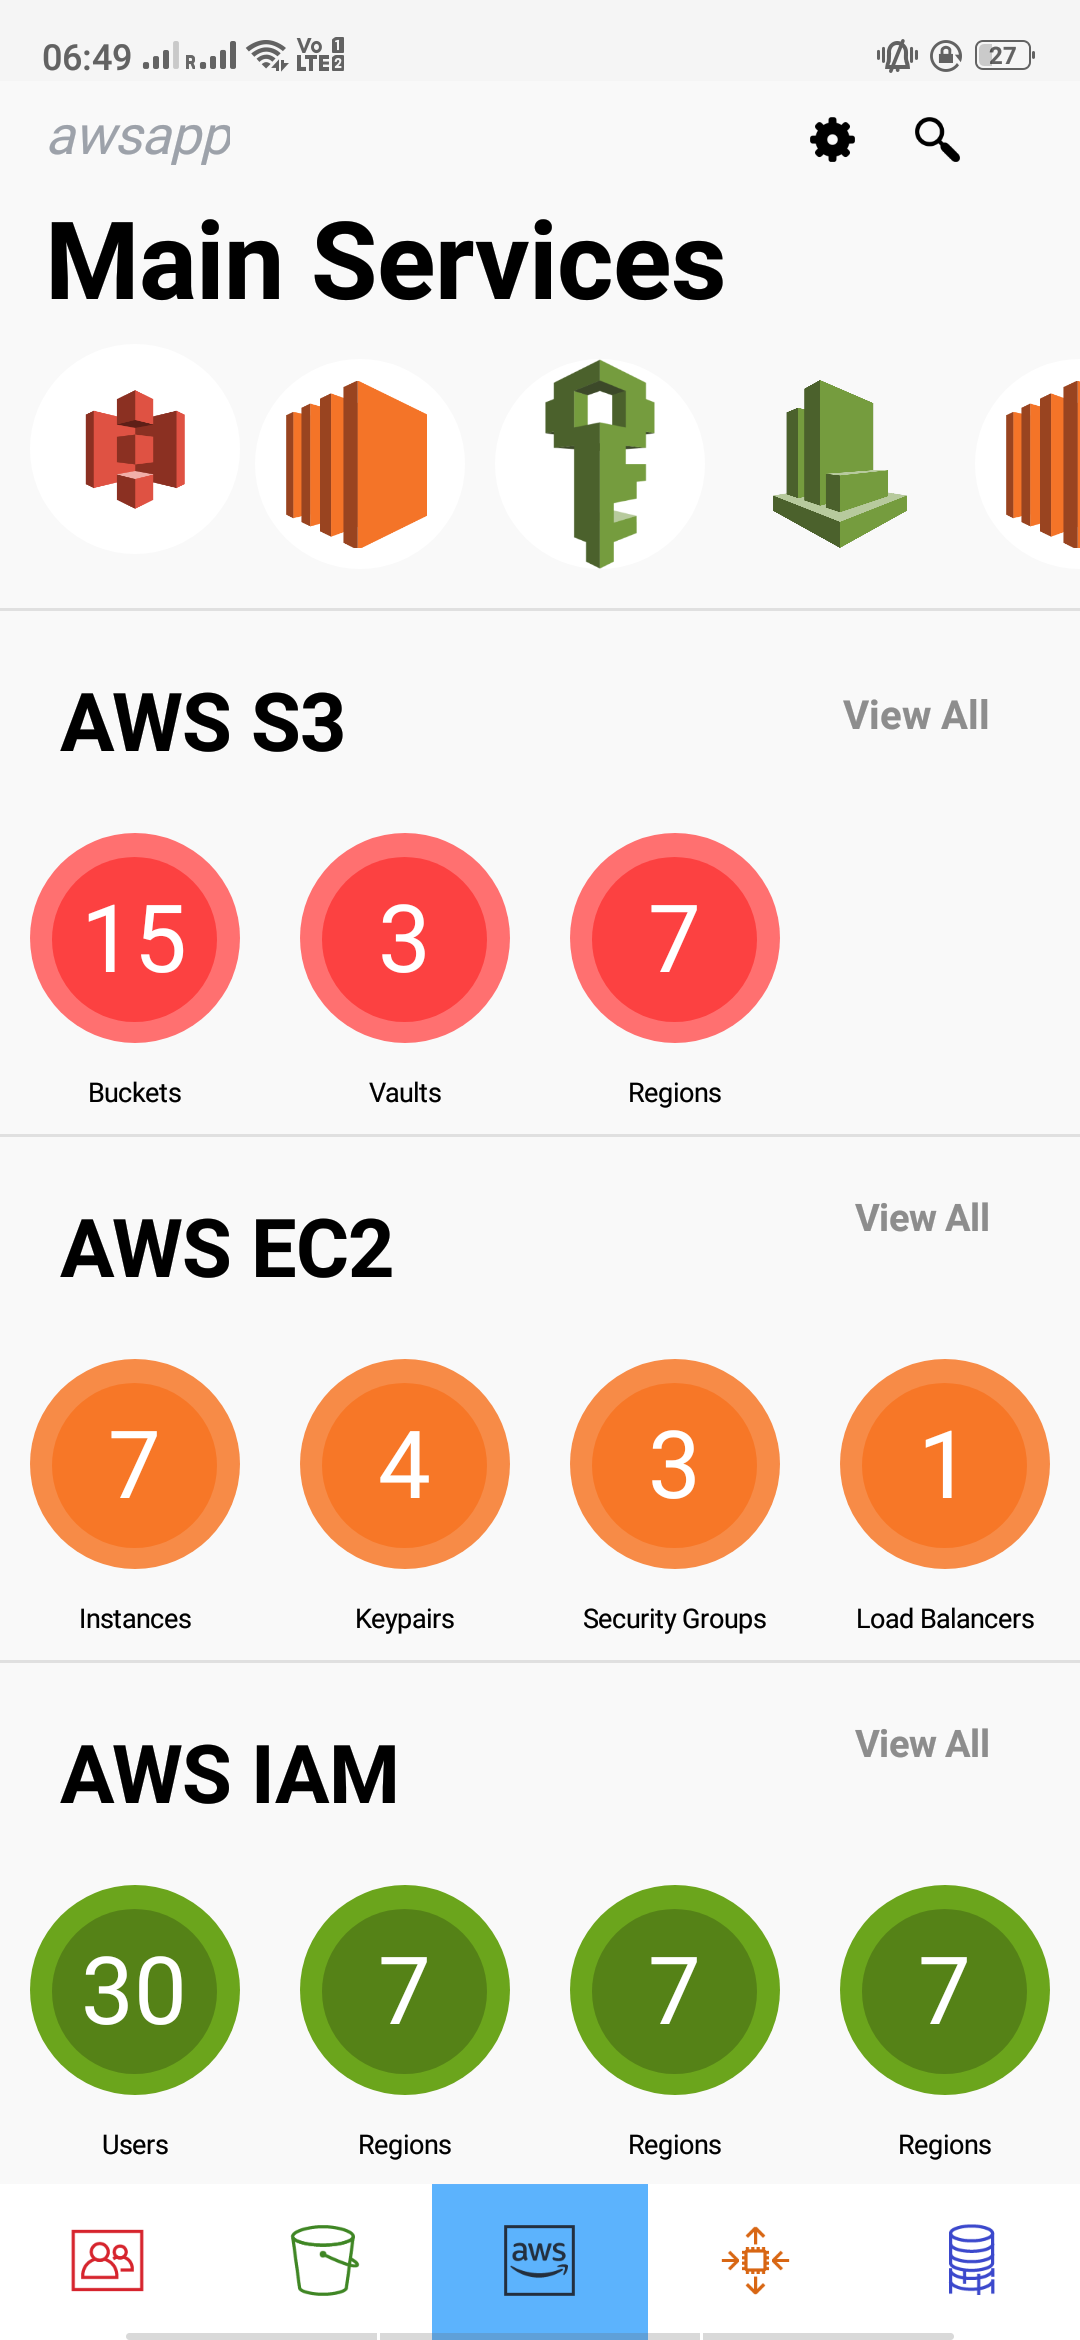 06:49 R Vo 1 LTE 2 27
awsapp
Main Services
AWS S3 View All
15 3 7
Buckets Vaults Regions
AWS EC2 View All
7 4 3 1
Instances Keypairs Security Groups Load Balancers
AWS IAM View All
30 7 7 7
Users Regions Regions Regions
aws